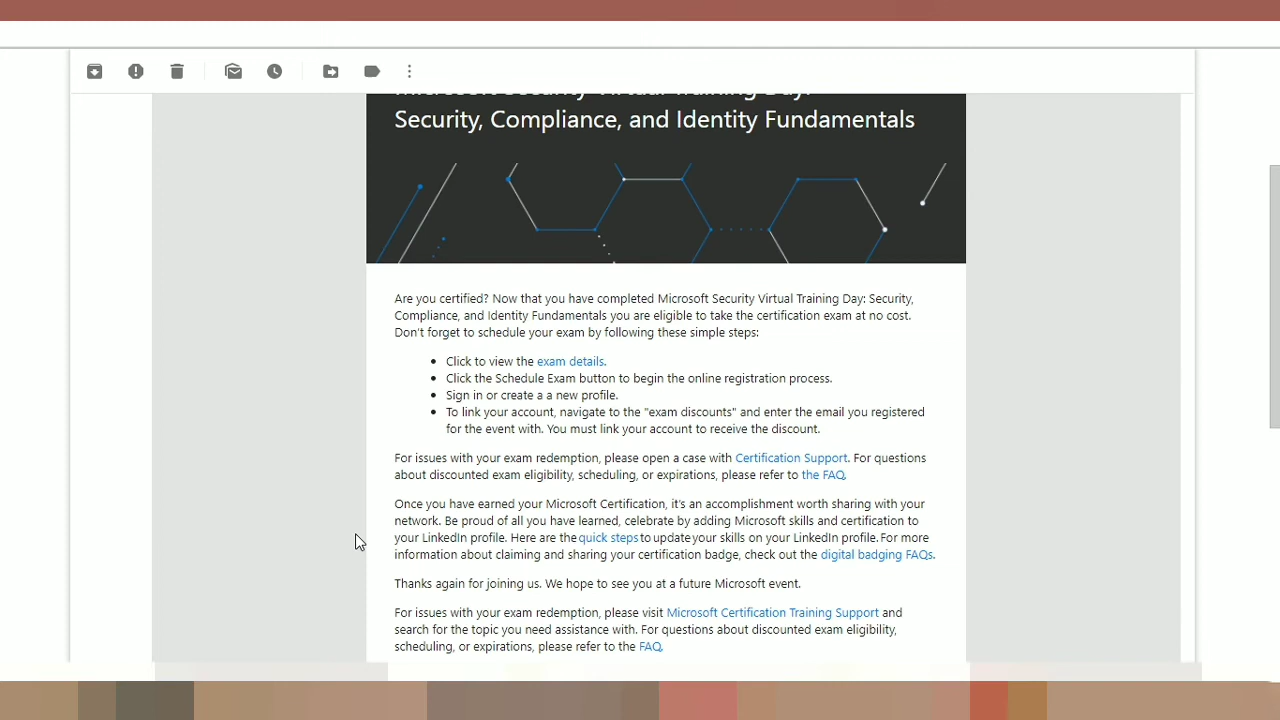 Microsoft Security Virtual Training Day:
Security, Compliance, and Identity Fundamentals
Are you certified? Now that you have completed Microsoft Security Virtual Training Day: Security,
Compliance, and Identity Fundamentals you are eligible to take the certification exam at no cost.
Don't forget to schedule your exam by following these simple steps:
• Click to view the exam details.
• Click the Schedule Exam button to begin the online registration process.
• Sign in or create a a new profile.
• To link your account, navigate to the "exam discounts" and enter the email you registered
for the event with. You must link your account to receive the discount.
For issues with your exam redemption, please open a case with Certification Support. For questions
about discounted exam eligibility, scheduling, or expirations, please refer to the FAQ.
Once you have earned your Microsoft Certification, it's an accomplishment worth sharing with your
network. Be proud of all you have learned, celebrate by adding Microsoft skills and certification to
your LinkedIn profile. Here are the quick steps to update your skills on your LinkedIn profile. For more
information about claiming and sharing your certification badge, check out the digital badging FAQs.
Thanks again for joining us. We hope to see you at a future Microsoft event.
For issues with your exam redemption, please visit Microsoft Certification Training Support and
search for the topic you need assistance with. For questions about discounted exam eligibility,
scheduling, or expirations, please refer to the FAQ.